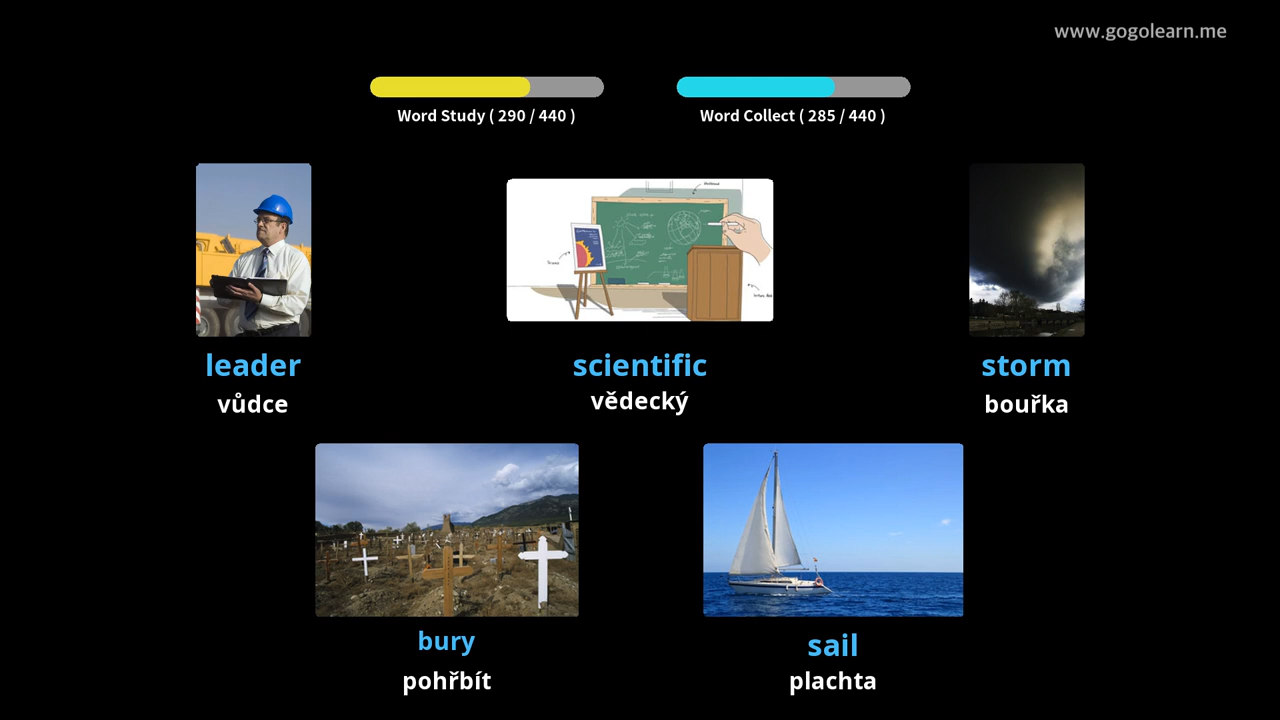 www.gogolearn.me
Word Study ( 290 / 440 )
Word Collect ( 285 / 440 )
leader
vůdce
scientific
vědecký
storm
bouřka
bury
pohřbít
sail
plachta